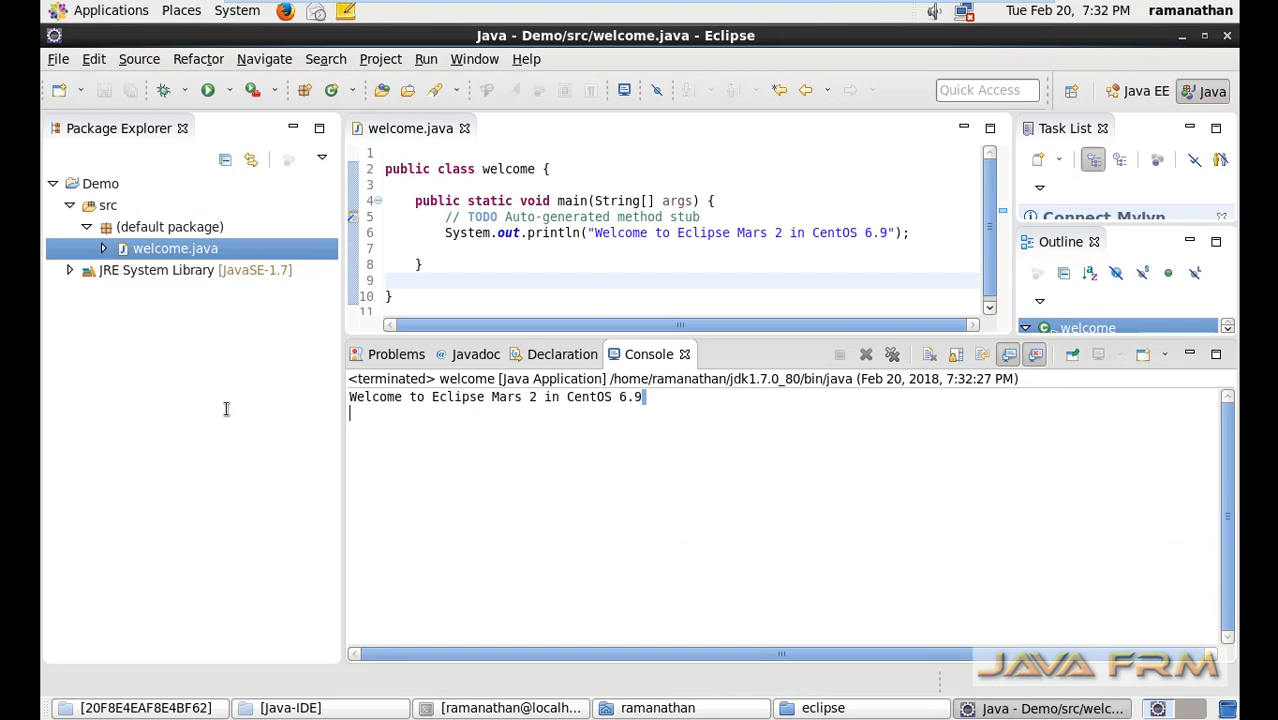 Applications Places System Tue Feb 20, 7:32 PM ramanathan
Java - Demo/src/welcome.java - Eclipse
File Edit Source Refactor Navigate Search Project Run Window Help
Quick Access Java EE Java
Package Explorer
Demo
src
(default package)
welcome.java
JRE System Library [JavaSE-1.7]
welcome.java
1
2 public class welcome {
3
4 public static void main(String[] args) {
5 // TODO Auto-generated method stub
6 System.out.println("Welcome to Eclipse Mars 2 in CentOS 6.9");
7
8 }
9
10 }
11
Task List
Connect Mylyn
Outline
welcome
Problems Javadoc Declaration Console
<terminated> welcome [Java Application] /home/ramanathan/jdk1.7.0_80/bin/java (Feb 20, 2018, 7:32:27 PM)
Welcome to Eclipse Mars 2 in CentOS 6.9
JAVA FRM
[20F8E4EAF8E4BF62] [Java-IDE] [ramanathan@localh... ramanathan eclipse Java - Demo/src/welc...